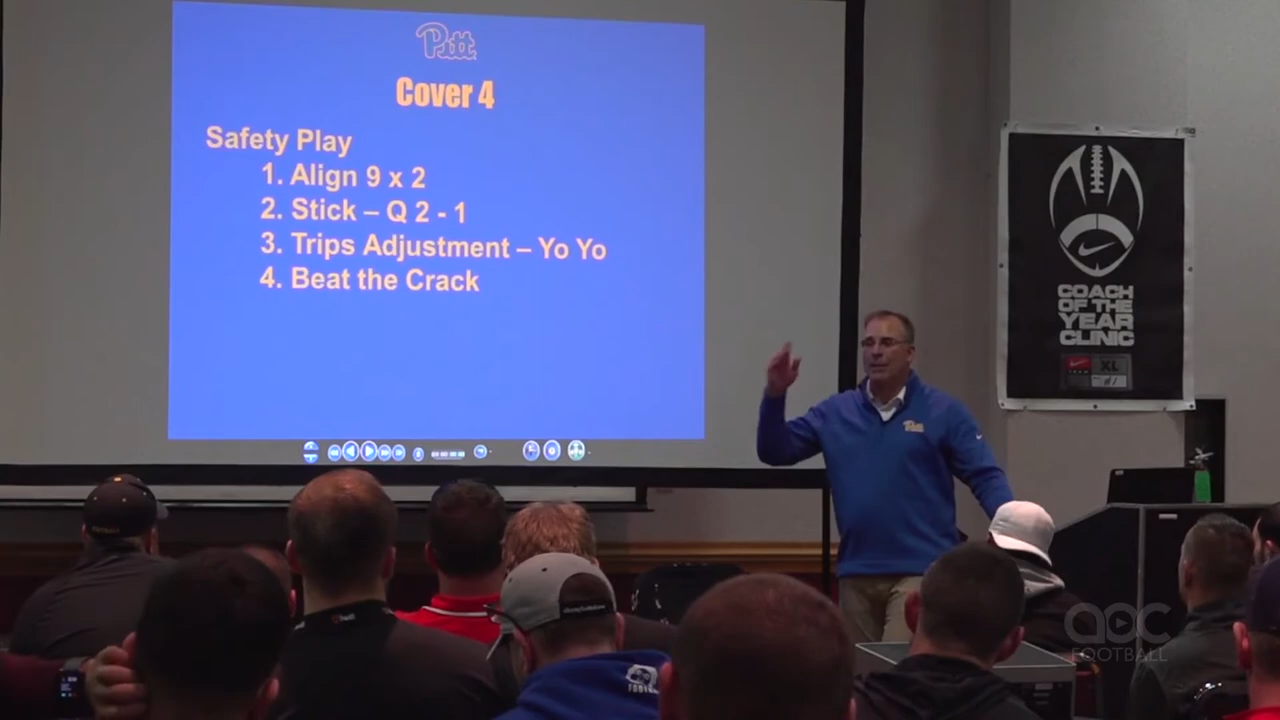 Pitt
Cover 4
Safety Play
1. Align 9 x 2
2. Stick – Q 2 - 1
3. Trips Adjustment – Yo Yo
4. Beat the Crack
COACH
OF THE
YEAR
CLINIC
XL
Pitt
aoc
FOOTBALL